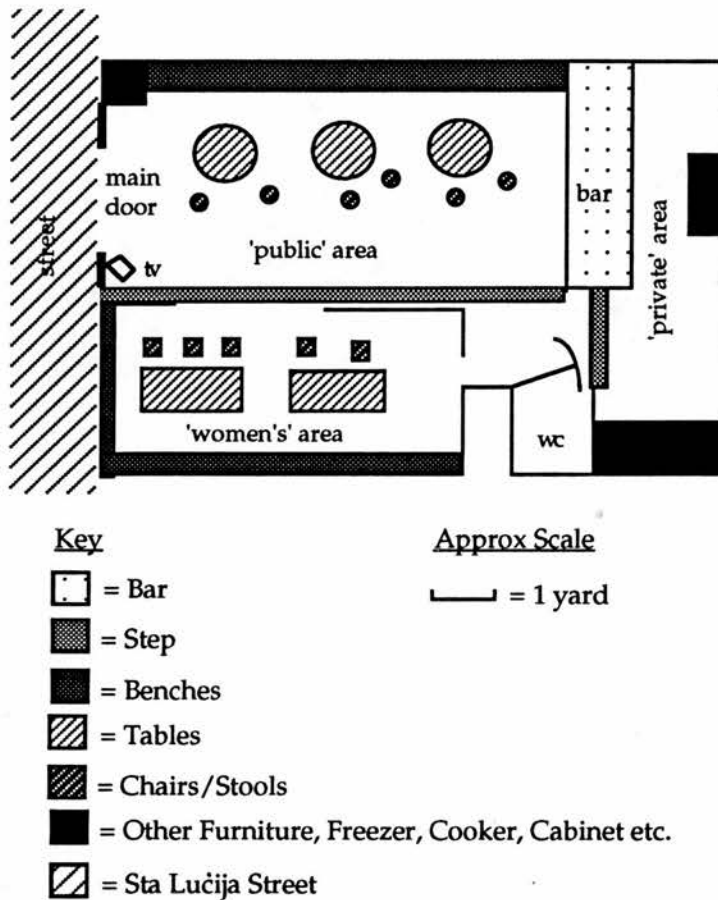 main
door
street
'public' area
tv
bar
'private' area
'women's' area
wc
Key
= Bar
= Step
= Benches
= Tables
= Chairs/Stools
= Other Furniture, Freezer, Cooker, Cabinet etc.
= Sta Luċija Street
Approx Scale
= 1 yard